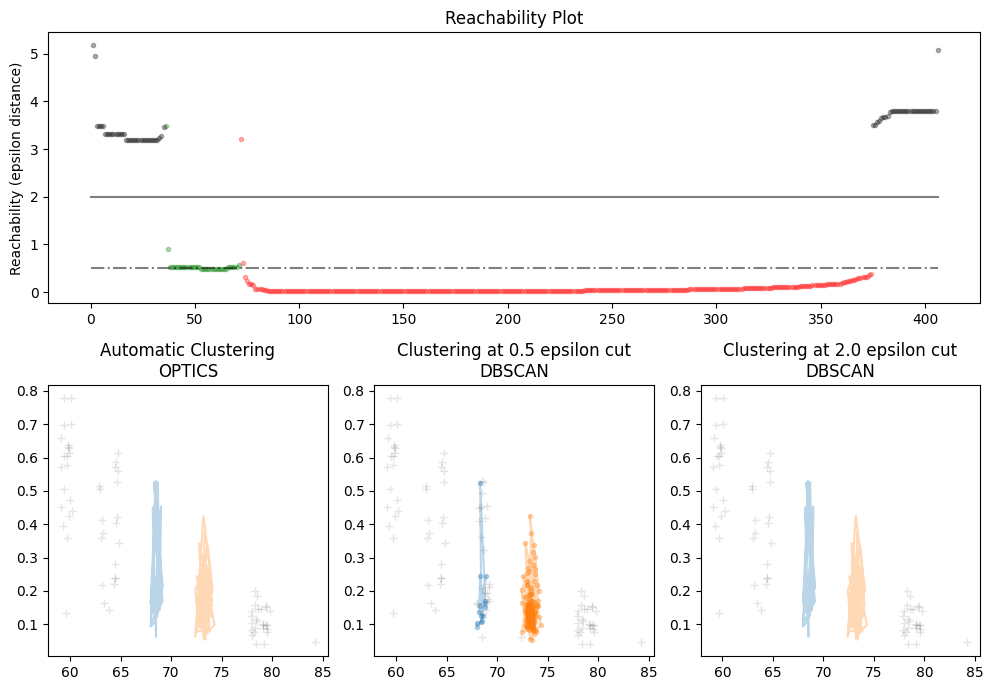 Reachability Plot
Reachability (epsilon distance)
5
4
3
2
1
0
0 50 100 150 200 250 300 350 400
Automatic Clustering
OPTICS
0.8
0.7
0.6
0.5
0.4
0.3
0.2
0.1
60 65 70 75 80 85
Clustering at 0.5 epsilon cut
DBSCAN
0.8
0.7
0.6
0.5
0.4
0.3
0.2
0.1
60 65 70 75 80 85
Clustering at 2.0 epsilon cut
DBSCAN
0.8
0.7
0.6
0.5
0.4
0.3
0.2
0.1
60 65 70 75 80 85